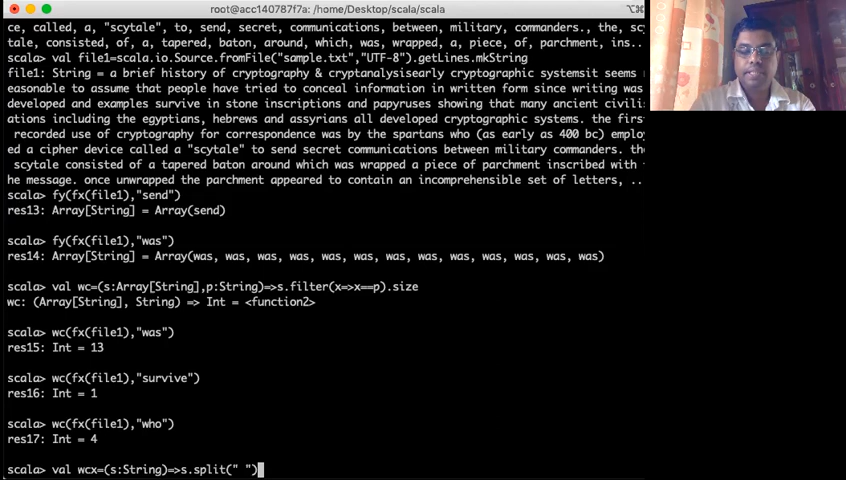 root@acc140787f7a: /home/Desktop/scala/scala
ce, called, a, "scytale", to, send, secret, communications, between, military, commanders., the, sc
tale, consisted, of, a, tapered, baton, around, which, was, wrapped, a, piece, of, parchment, ins...
scala> val file1=scala.io.Source.fromFile("sample.txt","UTF-8").getLines.mkString
file1: String = a brief history of cryptography & cryptanalysisearly cryptographic systemsit seems
easonable to assume that people have tried to conceal information in written form since writing was
developed and examples survive in stone inscriptions and papyruses showing that many ancient civili
ations including the egyptians, hebrews and assyrians all developed cryptographic systems. the first
recorded use of cryptography for correspondence was by the spartans who (as early as 400 bc) employ
ed a cipher device called a "scytale" to send secret communications between military commanders. the
scytale consisted of a tapered baton around which was wrapped a piece of parchment inscribed with
he message. once unwrapped the parchment appeared to contain an incomprehensible set of letters, ...
scala> fy(fx(file1),"send")
res13: Array[String] = Array(send)
scala> fy(fx(file1),"was")
res14: Array[String] = Array(was, was, was, was, was, was, was, was, was, was, was, was, was)
scala> val wc=(s:Array[String],p:String)=>s.filter(x=>x==p).size
wc: (Array[String], String) => Int = <function2>
scala> wc(fx(file1),"was")
res15: Int = 13
scala> wc(fx(file1),"survive")
res16: Int = 1
scala> wc(fx(file1),"who")
res17: Int = 4
scala> val wcx=(s:String)=>s.split(" ")